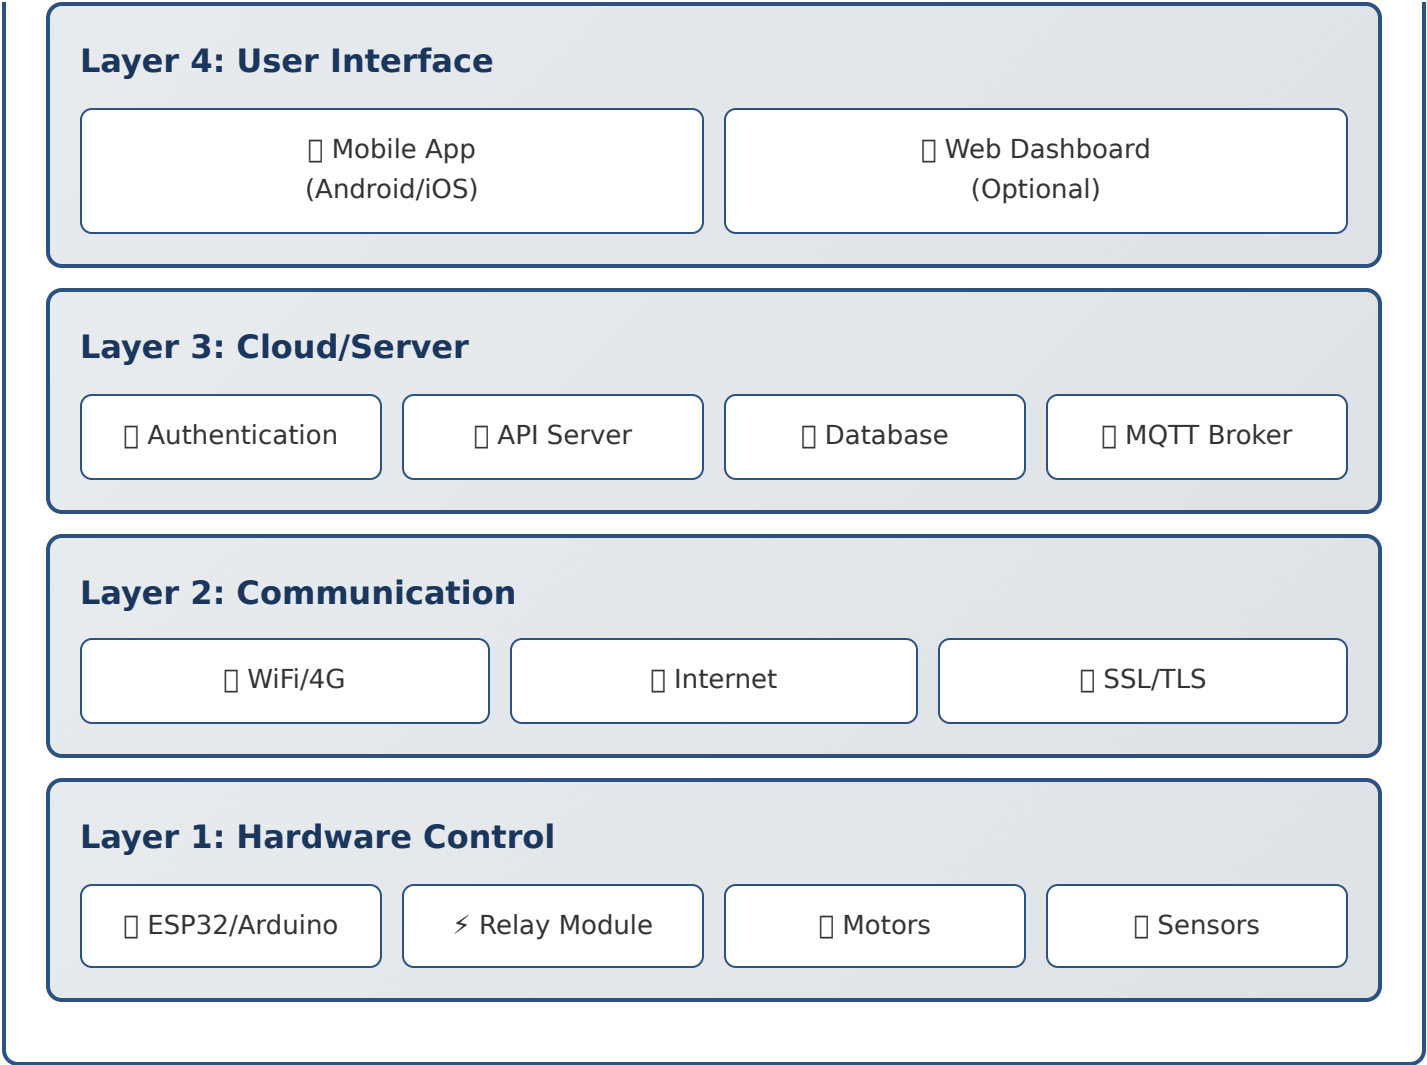 Layer 4: User Interface
Mobile App
(Android/iOS)
Web Dashboard
(Optional)
Layer 3: Cloud/Server
Authentication
API Server
Database
MQTT Broker
Layer 2: Communication
WiFi/4G
Internet
SSL/TLS
Layer 1: Hardware Control
ESP32/Arduino
⚡ Relay Module
Motors
Sensors